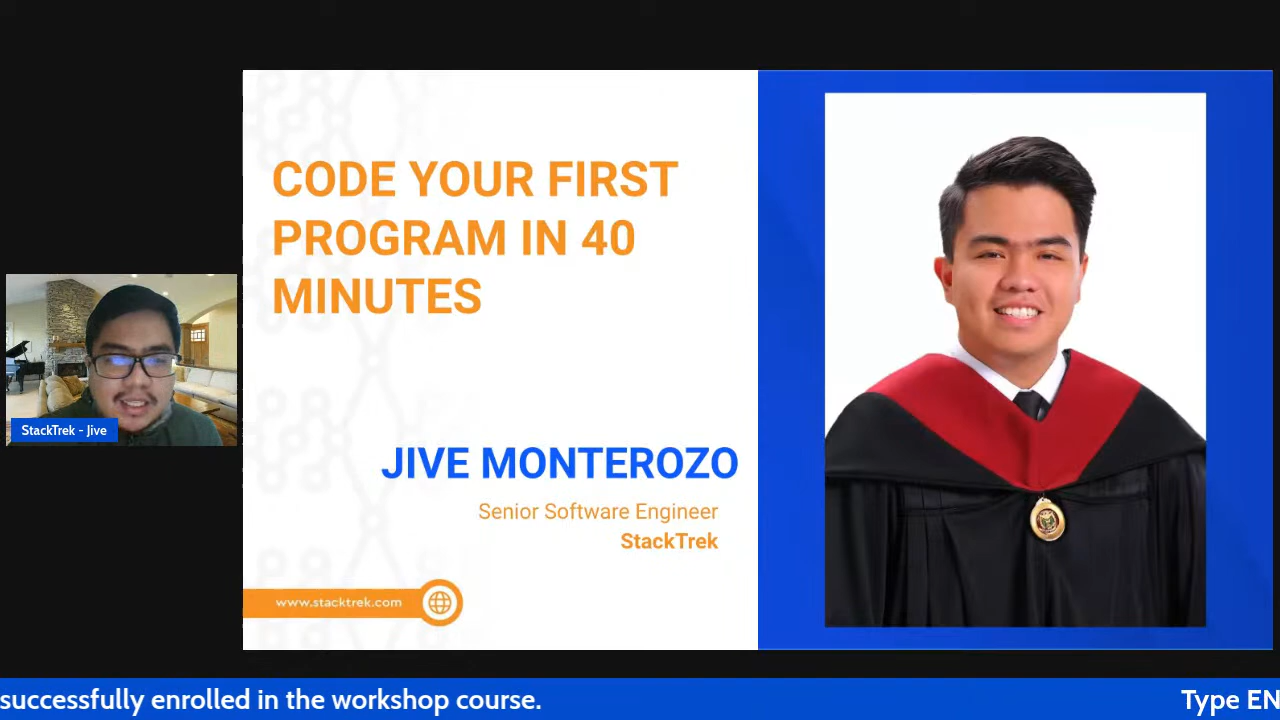 CODE YOUR FIRST
PROGRAM IN 40
MINUTES
JIVE MONTEROZO
Senior Software Engineer
StackTrek
www.stacktrek.com
StackTrek - Jive
successfully enrolled in the workshop course.
Type EN